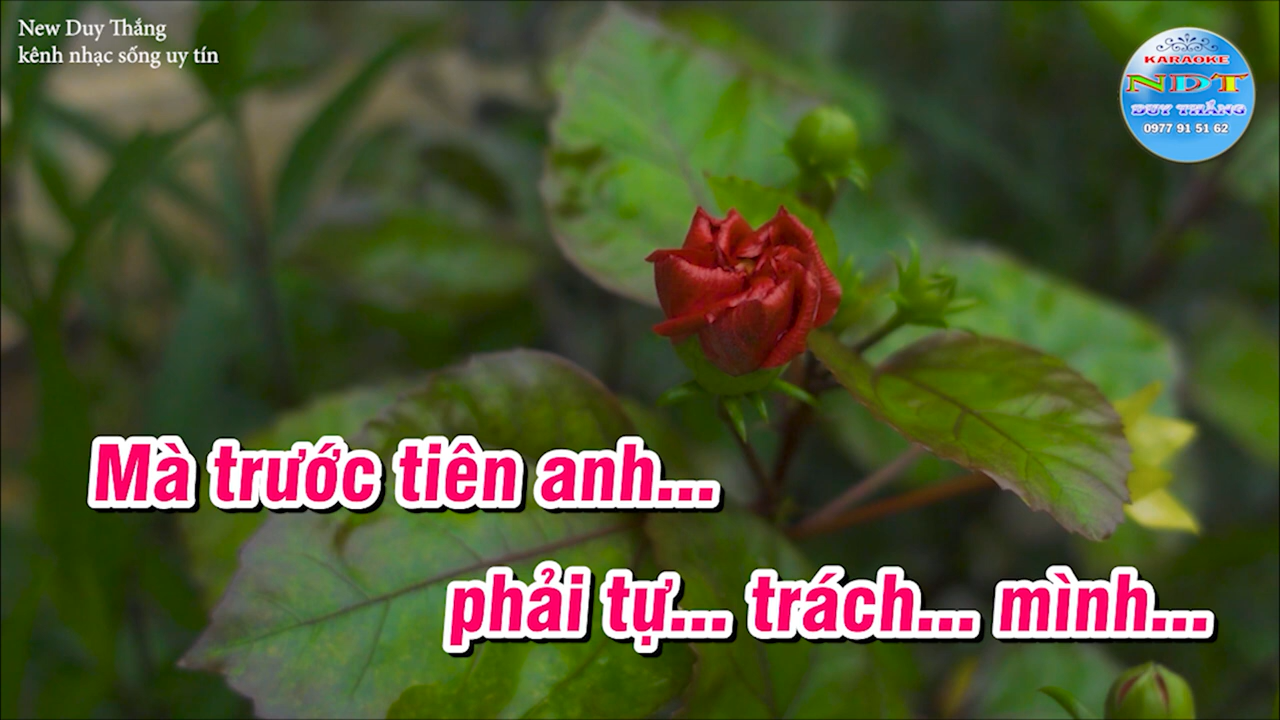 New Duy Thắng
kênh nhạc sống uy tín
KARAOKE
NDT
DUY THẮNG
0977 91 51 62
Mà trước tiên anh...
phải tự... trách... mình...